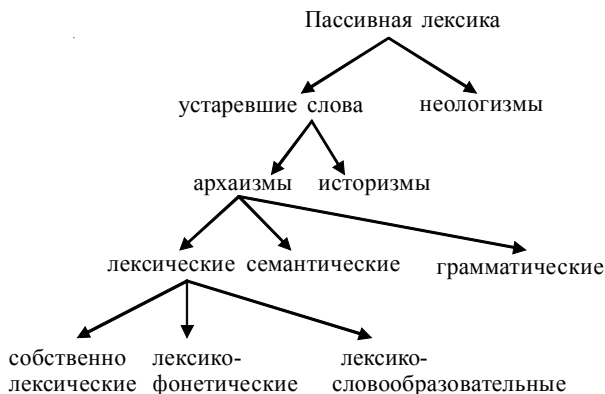 Пассивная лексика
устаревшие слова неологизмы
архаизмы историзмы
лексические семантические грамматические
собственно лексико- лексико-
лексические фонетические словообразовательные